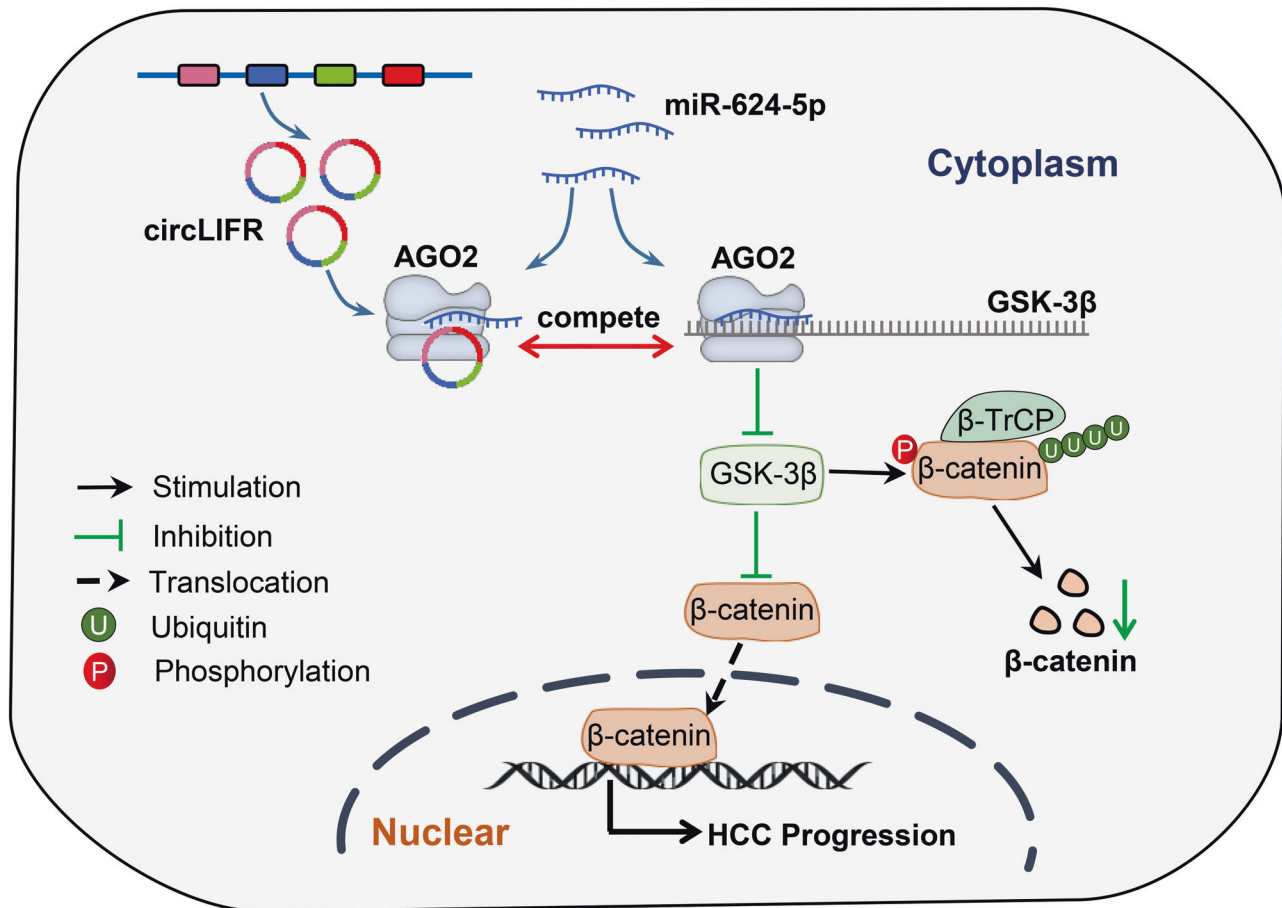 miR-624-5p
Cytoplasm
circLIFR
AGO2
AGO2
compete
GSK-3β
β-TrCP
P
β-catenin
U U U U
GSK-3β
Stimulation
Inhibition
Translocation
U Ubiquitin
P Phosphorylation
β-catenin
β-catenin
β-catenin
Nuclear
HCC Progression